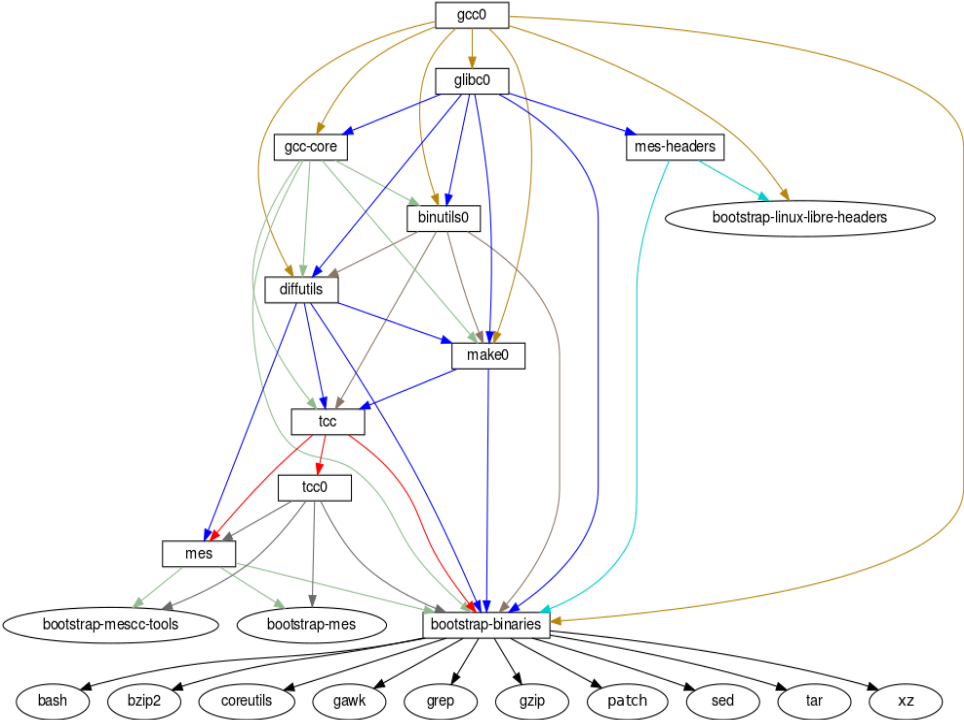 gcc0
glibc0
gcc-core
mes-headers
binutils0
bootstrap-linux-libre-headers
diffutils
make0
tcc
tcc0
mes
bootstrap-mescc-tools
bootstrap-mes
bootstrap-binaries
bash
bzip2
coreutils
gawk
grep
gzip
patch
sed
tar
xz